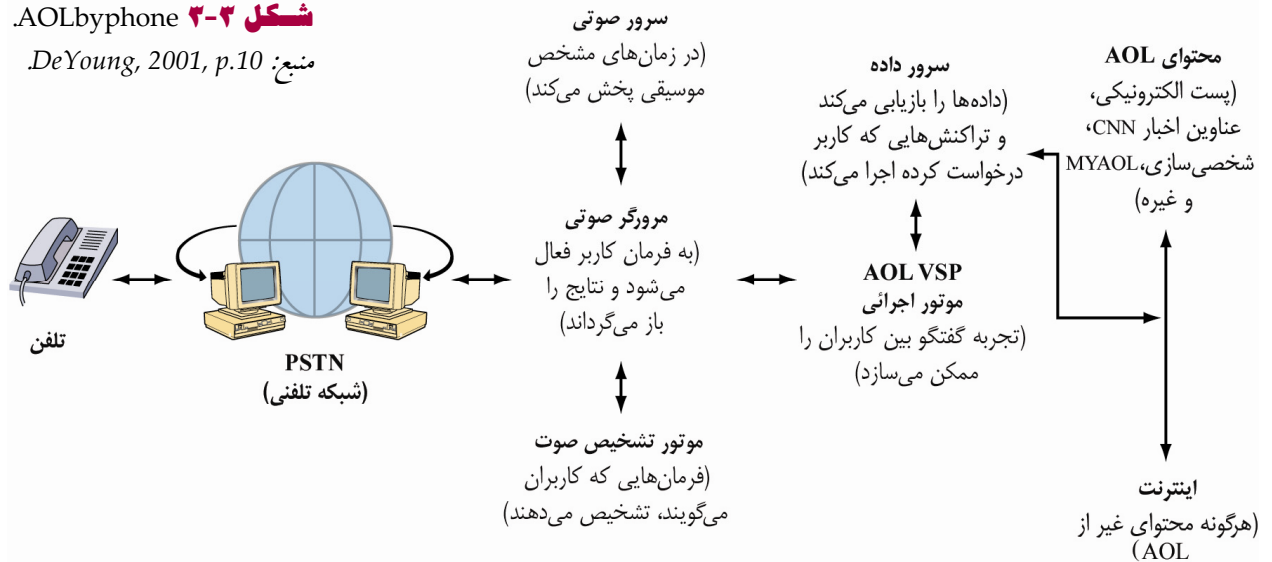 شکل ۳-۳ AOLbyphone.
منبع: DeYoung, 2001, p.10.
سرور صوتی
(در زمان‌های مشخص
موسیقی پخش می‌کند)
سرور داده
(داده‌ها را بازیابی می‌کند
و تراکنش‌هایی که کاربر
درخواست کرده اجرا می‌کند)
محتوای AOL
(پست الکترونیکی،
عناوین اخبار CNN،
شخصی‌سازی،MYAOL
و غیره)
تلفن
PSTN
(شبکه تلفنی)
مرورگر صوتی
(به فرمان کاربر فعال
می‌شود و نتایج را
باز می‌گرداند)
AOL VSP
موتور اجرائی
(تجربه گفتگو بین کاربران را
ممکن می‌سازد)
موتور تشخیص صوت
(فرمان‌هایی که کاربران
می‌گویند، تشخیص می‌دهند)
اینترنت
(هرگونه محتوای غیر از
AOL)